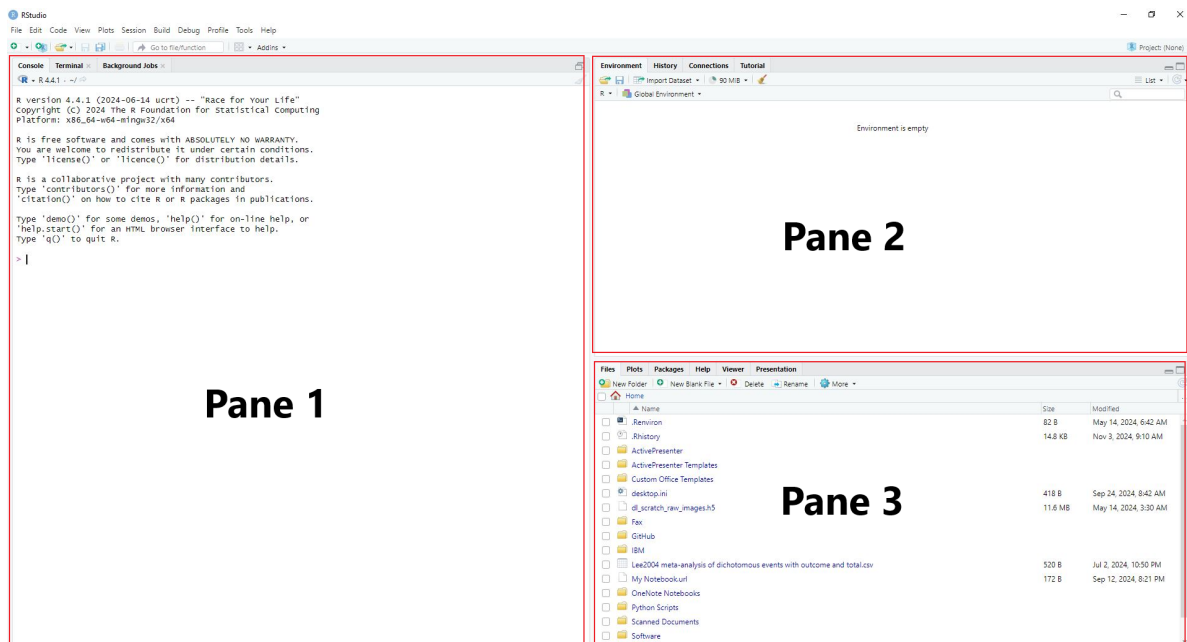 RStudio
File Edit Code View Plots Session Build Debug Profile Tools Help
Go to file/function Addins
Project: (None)
Console Terminal Background Jobs
R 4.4.1 · ~/
R version 4.4.1 (2024-06-14 ucrt) -- "Race for Your Life"
Copyright (C) 2024 The R Foundation for Statistical Computing
Platform: x86_64-w64-mingw32/x64
R is free software and comes with ABSOLUTELY NO WARRANTY.
You are welcome to redistribute it under certain conditions.
Type 'license()' or 'licence()' for distribution details.
R is a collaborative project with many contributors.
Type 'contributors()' for more information and
'citation()' on how to cite R or R packages in publications.
Type 'demo()' for some demos, 'help()' for on-line help, or
'help.start()' for an HTML browser interface to help.
Type 'q()' to quit R.
>
Pane 1
Environment History Connections Tutorial
Import Dataset 90 MiB List
R Global Environment
Environment is empty
Pane 2
Files Plots Packages Help Viewer Presentation
New Folder New Blank File Delete Rename More
Home
Name Size Modified
.Renviron 82 B May 14, 2024, 6:42 AM
.Rhistory 14.8 KB Nov 3, 2024, 9:10 AM
ActivePresenter
ActivePresenter Templates
Custom Office Templates
desktop.ini 418 B Sep 24, 2024, 8:42 AM
dl_scratch_raw_images.h5 11.6 MB May 14, 2024, 3:30 AM
Fax
GitHub
IBM
Lee2004 meta-analysis of dichotomous events with outcome and total.csv 520 B Jul 2, 2024, 10:50 PM
My Notebook.url 172 B Sep 12, 2024, 8:21 PM
OneNote Notebooks
Python Scripts
Scanned Documents
Software
Pane 3